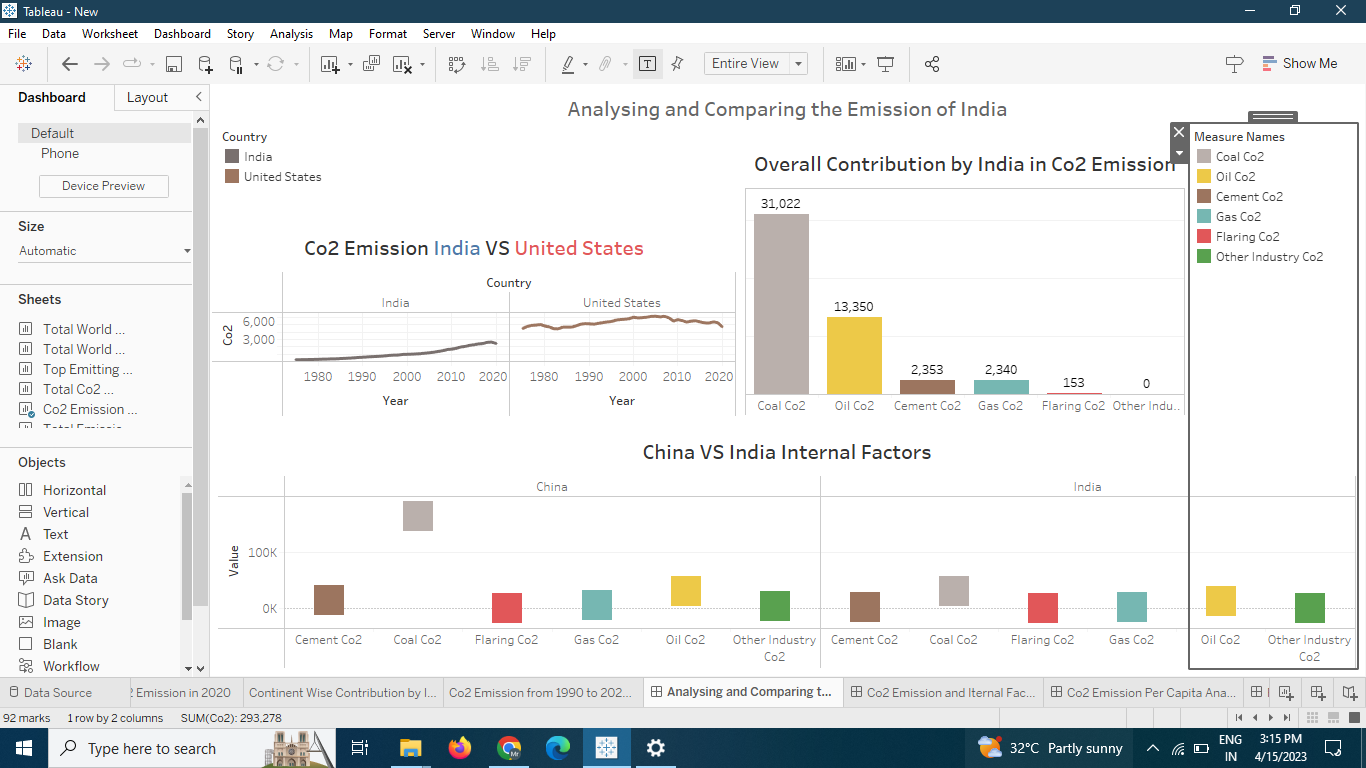 Tableau - New
File Data Worksheet Dashboard Story Analysis Map Format Server Window Help
Entire View
Show Me
Dashboard Layout
Default
Phone
Device Preview
Size
Automatic
Sheets
Total World ...
Total World ...
Top Emitting ...
Total Co2 ...
Co2 Emission ...
Objects
Horizontal
Vertical
Text
Extension
Ask Data
Data Story
Image
Blank
Workflow
Analysing and Comparing the Emission of India
Country
India
United States
Co2 Emission India VS United States
Country
India United States
Co2
6,000
3,000
1980 1990 2000 2010 2020 1980 1990 2000 2010 2020
Year Year
Overall Contribution by India in Co2 Emission
31,022
13,350
2,353
2,340
153
0
Coal Co2 Oil Co2 Cement Co2 Gas Co2 Flaring Co2 Other Indu..
Measure Names
Coal Co2
Oil Co2
Cement Co2
Gas Co2
Flaring Co2
Other Industry Co2
China VS India Internal Factors
China India
Value
100K
0K
Cement Co2 Coal Co2 Flaring Co2 Gas Co2 Oil Co2 Other Industry Co2 Cement Co2 Coal Co2 Flaring Co2 Gas Co2 Oil Co2 Other Industry Co2
Data Source Emission in 2020 Continent Wise Contribution by I... Co2 Emission from 1990 to 202... Analysing and Comparing t... Co2 Emission and Iternal Fac... Co2 Emission Per Capita Ana...
92 marks 1 row by 2 columns SUM(Co2): 293,278
Type here to search
32°C Partly sunny
ENG
IN
3:15 PM
4/15/2023